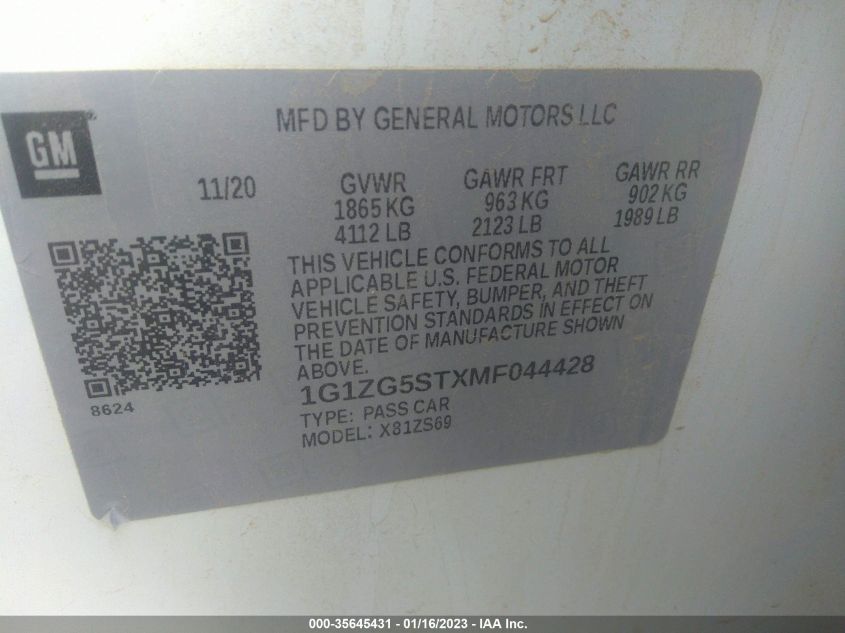 MFD BY GENERAL MOTORS LLC
GM
11/20
GVWR
1865 KG
4112 LB
GAWR FRT
963 KG
2123 LB
GAWR RR
902 KG
1989 LB
THIS VEHICLE CONFORMS TO ALL
APPLICABLE U.S. FEDERAL MOTOR
VEHICLE SAFETY, BUMPER, AND THEFT
PREVENTION STANDARDS IN EFFECT ON
THE DATE OF MANUFACTURE SHOWN
ABOVE.
8624
1G1ZG5STXMF044428
TYPE: PASS CAR
MODEL: X81ZS69
000-35645431 - 01/16/2023 - IAA Inc.